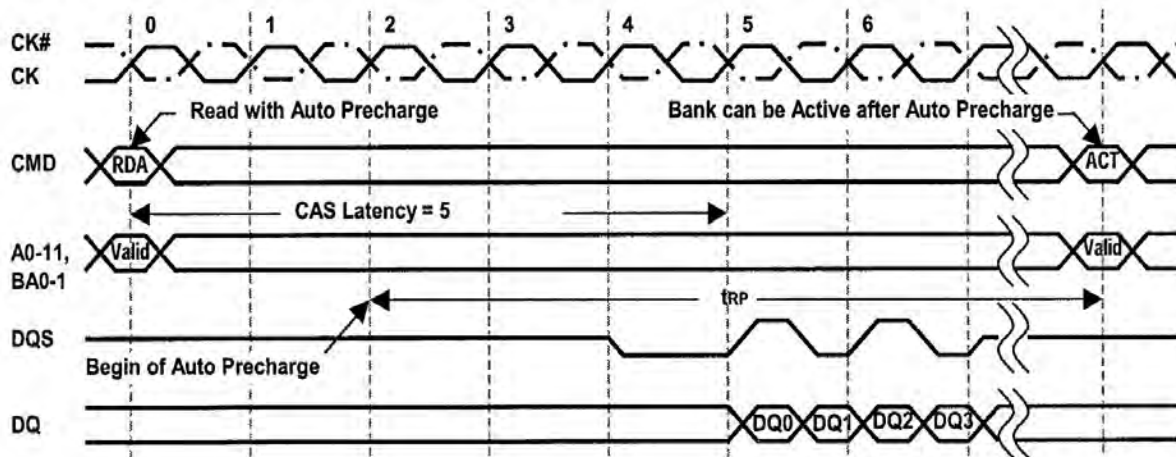 0 1 2 3 4 5 6
CK#
CK
Read with Auto Precharge
Bank can be Active after Auto Precharge
CMD
RDA
ACT
CAS Latency = 5
A0-11,
BA0-1
Valid
Valid
tRP
DQS
Begin of Auto Precharge
DQ
DQ0 DQ1 DQ2 DQ3